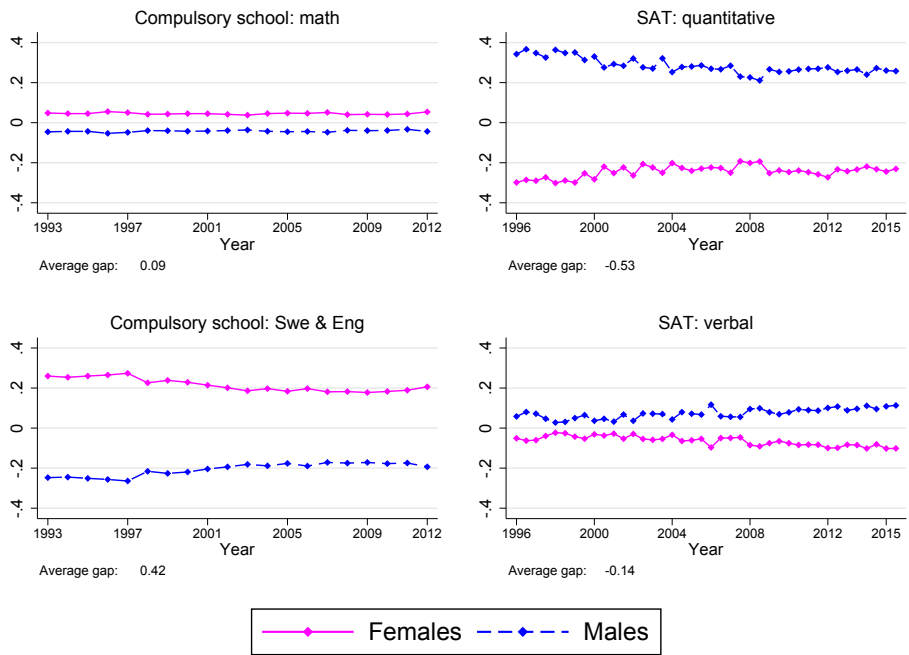 Compulsory school: math
.4
.2
0
-.2
-.4
1993 1997 2001 2005 2009 2012
Year
Average gap: 0.09
SAT: quantitative
.4
.2
0
-.2
-.4
1996 2000 2004 2008 2012 2015
Year
Average gap: -0.53
Compulsory school: Swe & Eng
.4
.2
0
-.2
-.4
1993 1997 2001 2005 2009 2012
Year
Average gap: 0.42
SAT: verbal
.4
.2
0
-.2
-.4
1996 2000 2004 2008 2012 2015
Year
Average gap: -0.14
Females Males